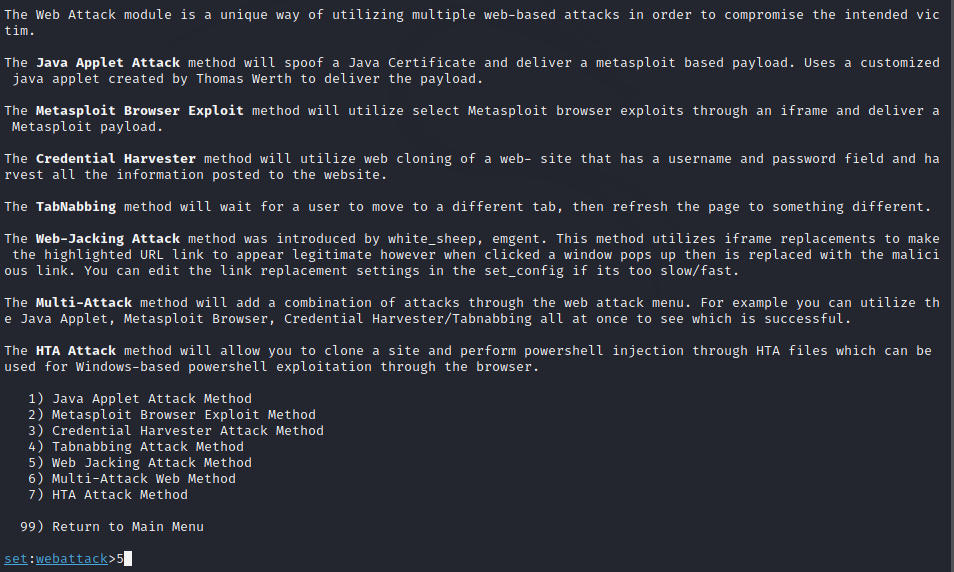 The Web Attack module is a unique way of utilizing multiple web-based attacks in order to compromise the intended vic
tim.
The Java Applet Attack method will spoof a Java Certificate and deliver a metasploit based payload. Uses a customized
java applet created by Thomas Werth to deliver the payload.
The Metasploit Browser Exploit method will utilize select Metasploit browser exploits through an iframe and deliver a
Metasploit payload.
The Credential Harvester method will utilize web cloning of a web- site that has a username and password field and ha
rvest all the information posted to the website.
The TabNabbing method will wait for a user to move to a different tab, then refresh the page to something different.
The Web-Jacking Attack method was introduced by white_sheep, emgent. This method utilizes iframe replacements to make
the highlighted URL link to appear legitimate however when clicked a window pops up then is replaced with the malici
ous link. You can edit the link replacement settings in the set_config if its too slow/fast.
The Multi-Attack method will add a combination of attacks through the web attack menu. For example you can utilize th
e Java Applet, Metasploit Browser, Credential Harvester/Tabnabbing all at once to see which is successful.
The HTA Attack method will allow you to clone a site and perform powershell injection through HTA files which can be
used for Windows-based powershell exploitation through the browser.
1) Java Applet Attack Method
2) Metasploit Browser Exploit Method
3) Credential Harvester Attack Method
4) Tabnabbing Attack Method
5) Web Jacking Attack Method
6) Multi-Attack Web Method
7) HTA Attack Method
99) Return to Main Menu
set:webattack>5